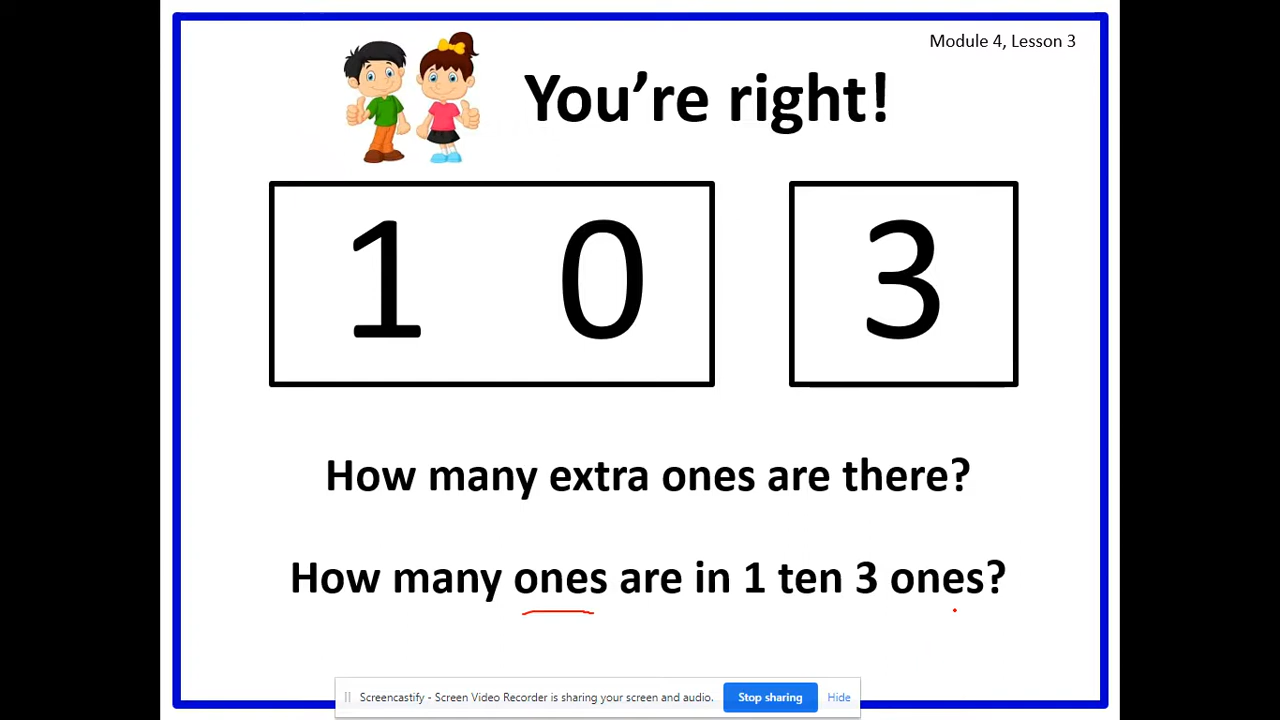 Module 4, Lesson 3
You're right!
1 0 3
How many extra ones are there?
How many ones are in 1 ten 3 ones?
Screencastify - Screen Video Recorder is sharing your screen and audio. Stop sharing Hide